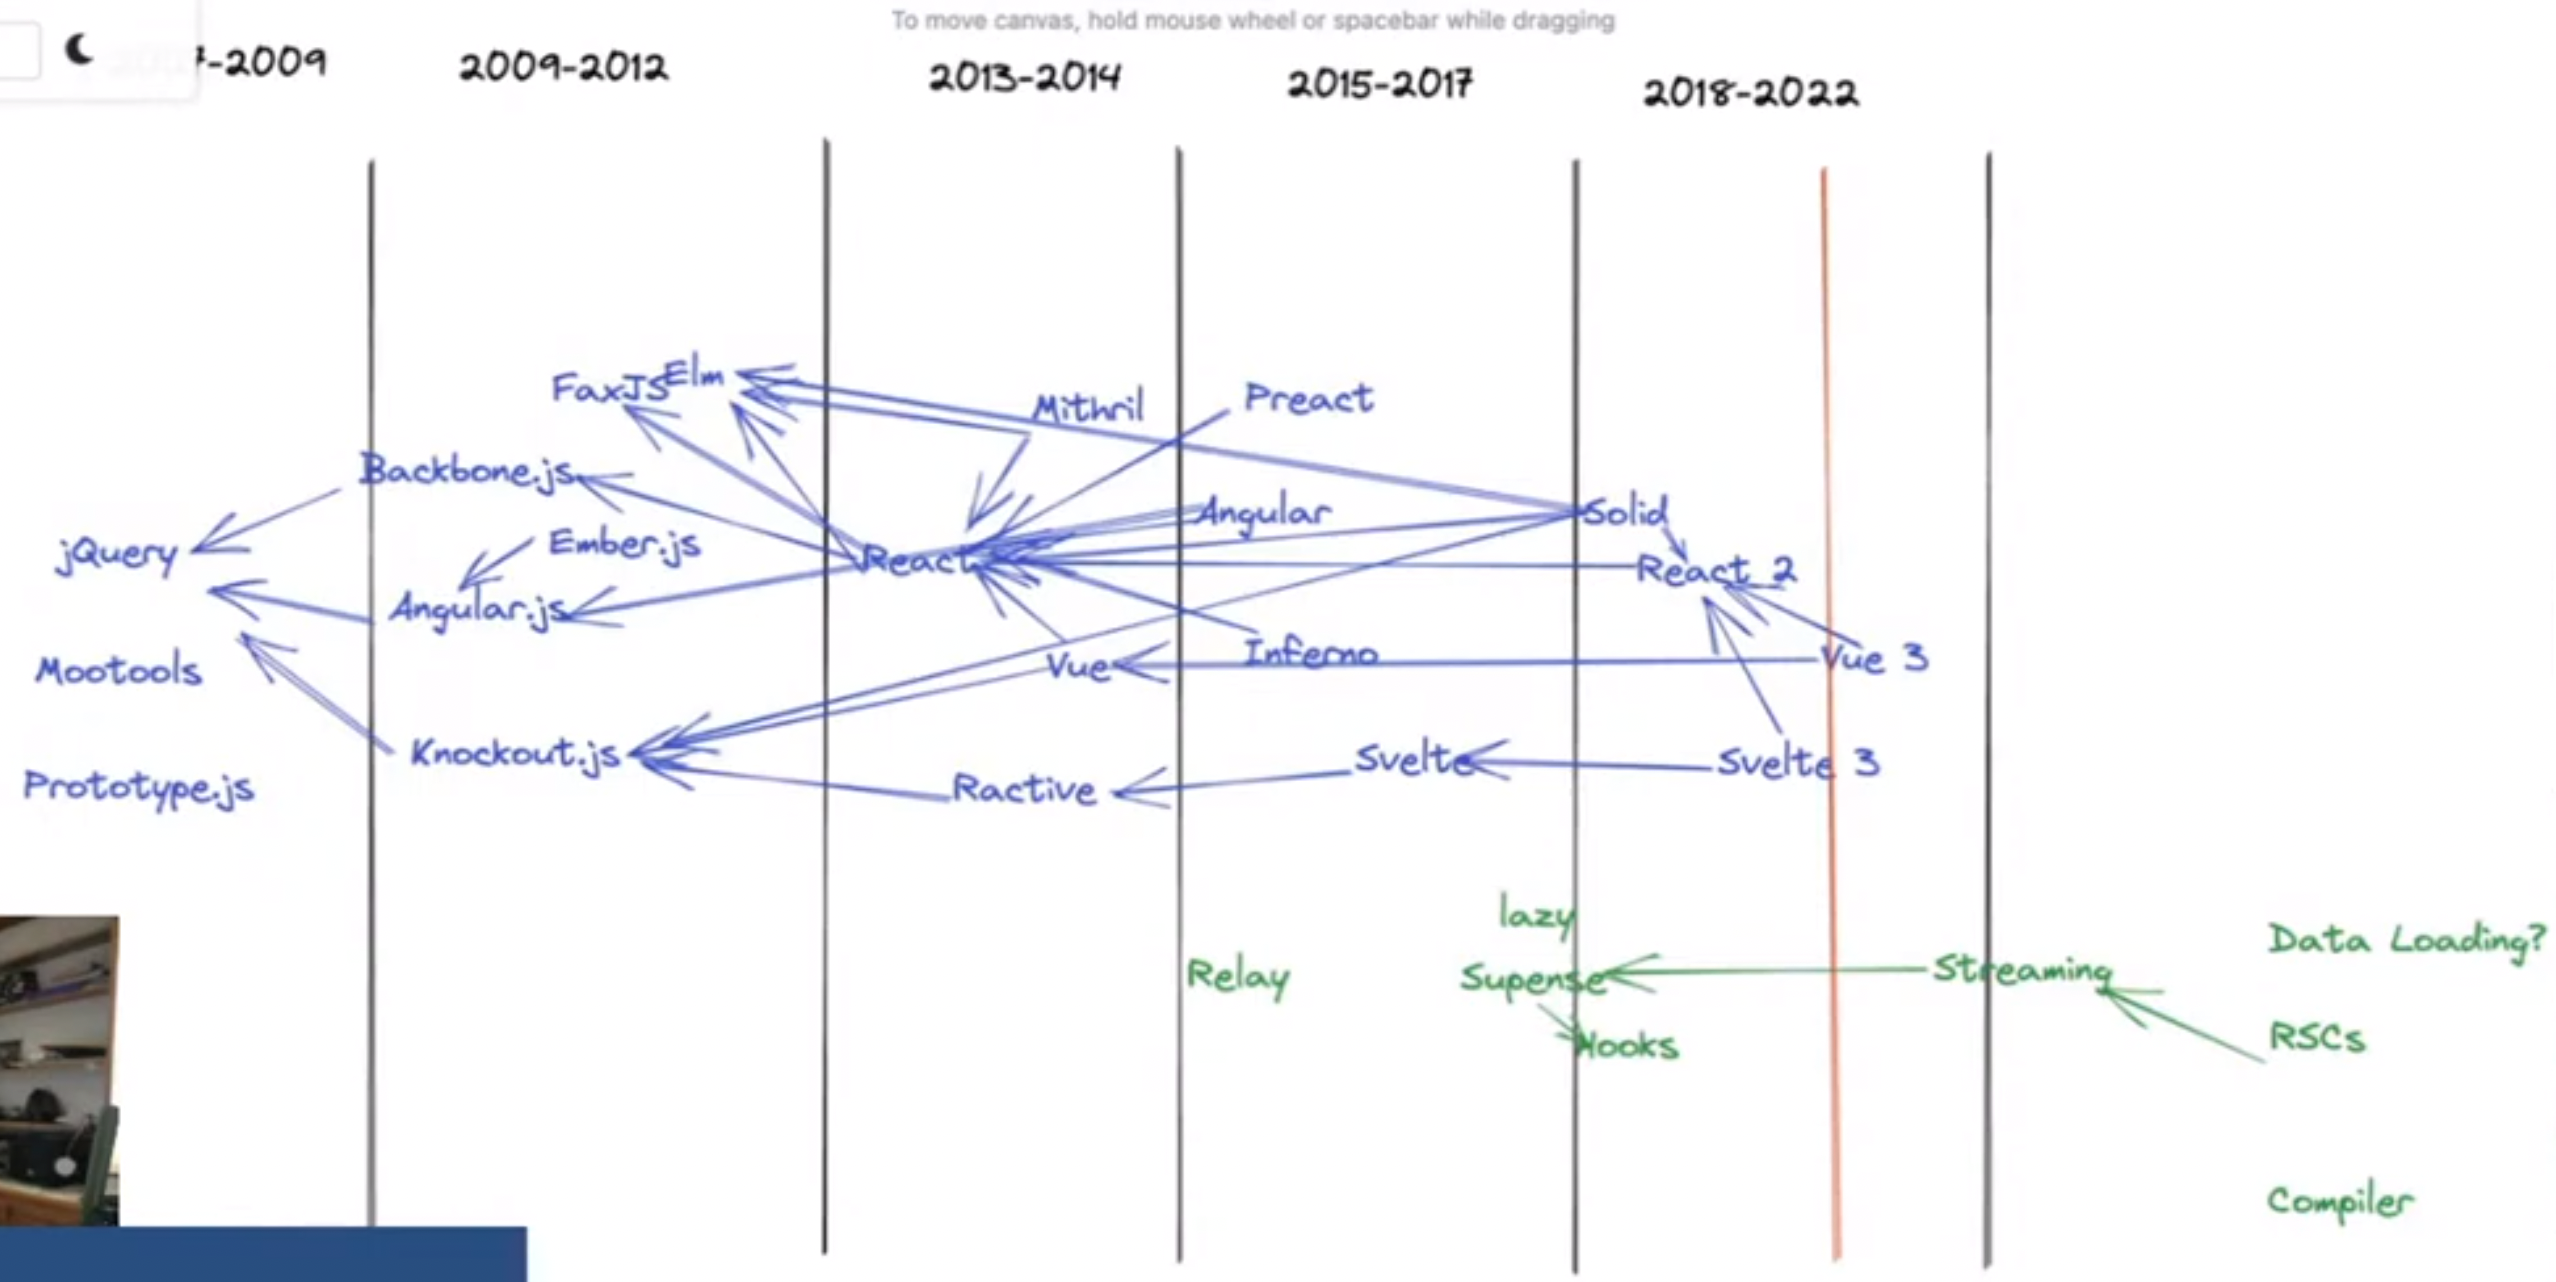 To move canvas, hold mouse wheel or spacebar while dragging
-2009
2009-2012
2013-2014
2015-2017
2018-2022
FaxJS
Elm
Mithril
Preact
Backbone.js
Angular
Solid
jQuery
Ember.js
React
React 2
Angular.js
Mootools
Vue
Inferno
Vue 3
Knockout.js
Svelte
Svelte 3
Prototype.js
Ractive
lazy
Data Loading?
Relay
Supense
Streaming
Hooks
RSCs
Compiler